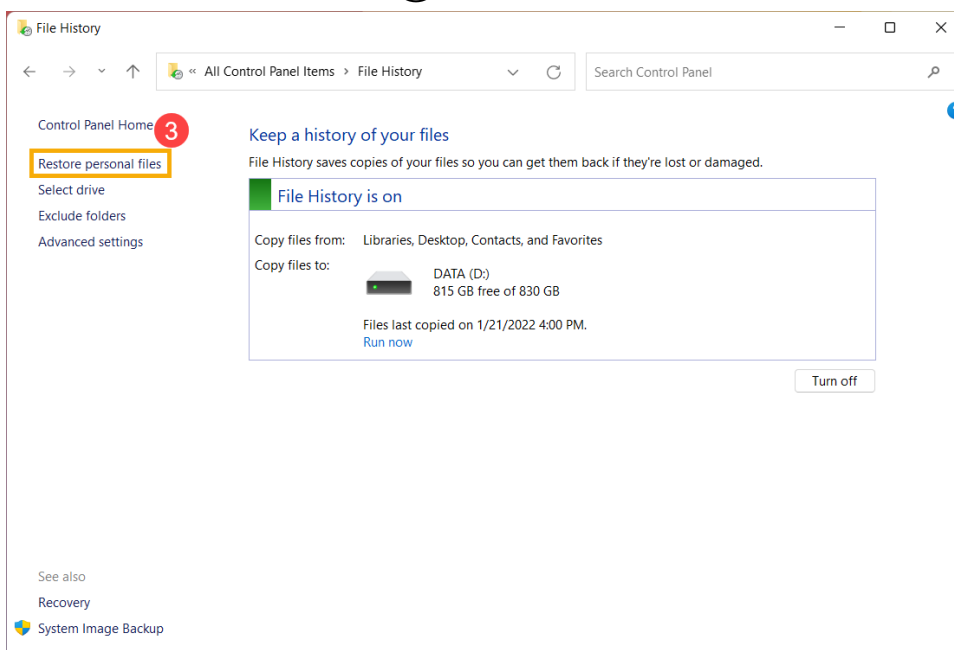 File History
« All Control Panel Items > File History
Search Control Panel
Control Panel Home
3
Restore personal files
Select drive
Exclude folders
Advanced settings
Keep a history of your files
File History saves copies of your files so you can get them back if they're lost or damaged.
File History is on
Copy files from: Libraries, Desktop, Contacts, and Favorites
Copy files to:
DATA (D:)
815 GB free of 830 GB
Files last copied on 1/21/2022 4:00 PM.
Run now
Turn off
See also
Recovery
System Image Backup